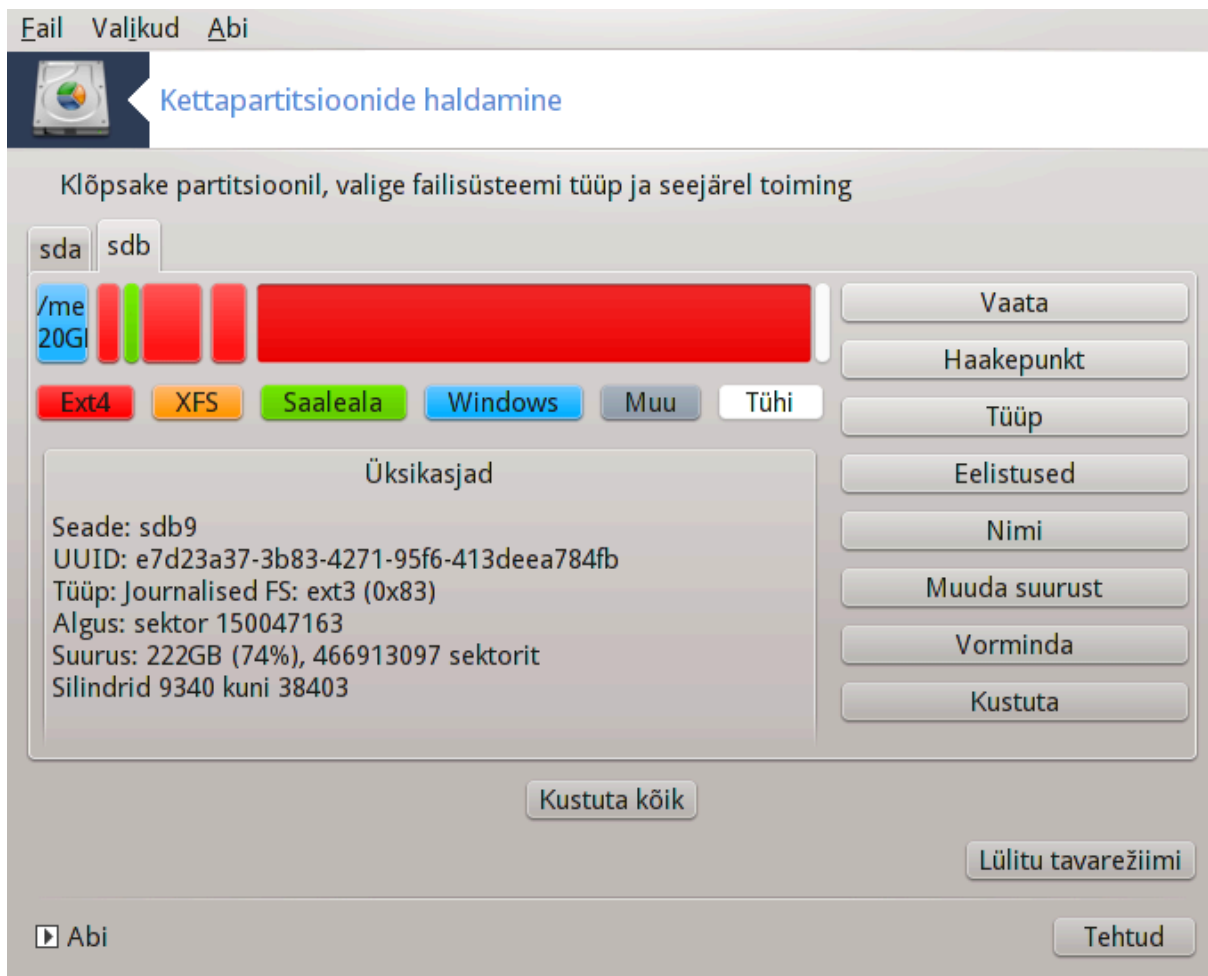 Fail Valikud Abi
Kettapartitsioonide haldamine
Klõpsake partitsioonil, valige failisüsteemi tüüp ja seejärel toiming
sda sdb
/me
20G
Ext4 XFS Saaleala Windows Muu Tühi
Üksikasjad
Seade: sdb9
UUID: e7d23a37-3b83-4271-95f6-413deea784fb
Tüüp: Journalised FS: ext3 (0x83)
Algus: sektor 150047163
Suurus: 222GB (74%), 466913097 sektorit
Silindrid 9340 kuni 38403
Vaata
Haakepunkt
Tüüp
Eelistused
Nimi
Muuda suurust
Vorminda
Kustuta
Kustuta kõik
Lülitu tavarežiimi
Abi
Tehtud